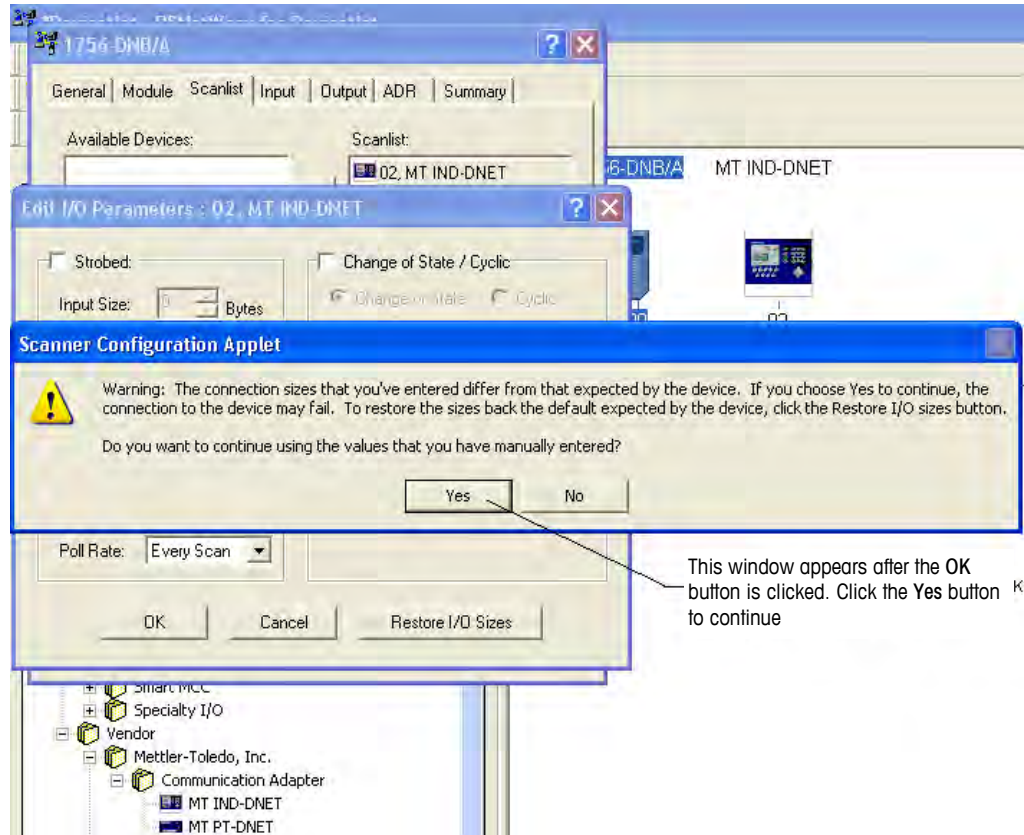 1756-DNB/A
General Module Scanlist Input Output ADR Summary
Available Devices:
Scanlist:
02, MT IND-DNET
6-DNB/A
MT IND-DNET
Edit I/O Parameters : 02, MT IND-DNET
Strobed:
Change of State / Cyclic
Input Size:
Bytes
Change of State
Cyclic
Scanner Configuration Applet
Warning: The connection sizes that you've entered differ from that expected by the device. If you choose Yes to continue, the
connection to the device may fail. To restore the sizes back the default expected by the device, click the Restore I/O sizes button.
Do you want to continue using the values that you have manually entered?
Yes
No
Poll Rate: Every Scan
This window appears after the OK
button is clicked. Click the Yes button
to continue
K
OK
Cancel
Restore I/O Sizes
Smart MCC
Specialty I/O
Vendor
Mettler-Toledo, Inc.
Communication Adapter
MT IND-DNET
MT PT-DNET